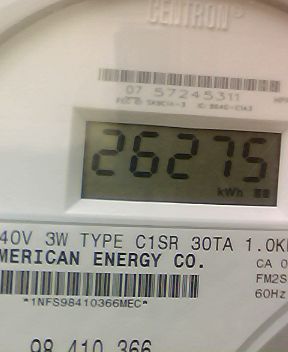 CENTRON®
07 57245311
26275
kWh
40V 3W TYPE C1SR 30TA 1.0K
MERICAN ENERGY CO.
CA 0
FM2S
60Hz
*1NFS98410366MEC*
98 410 366